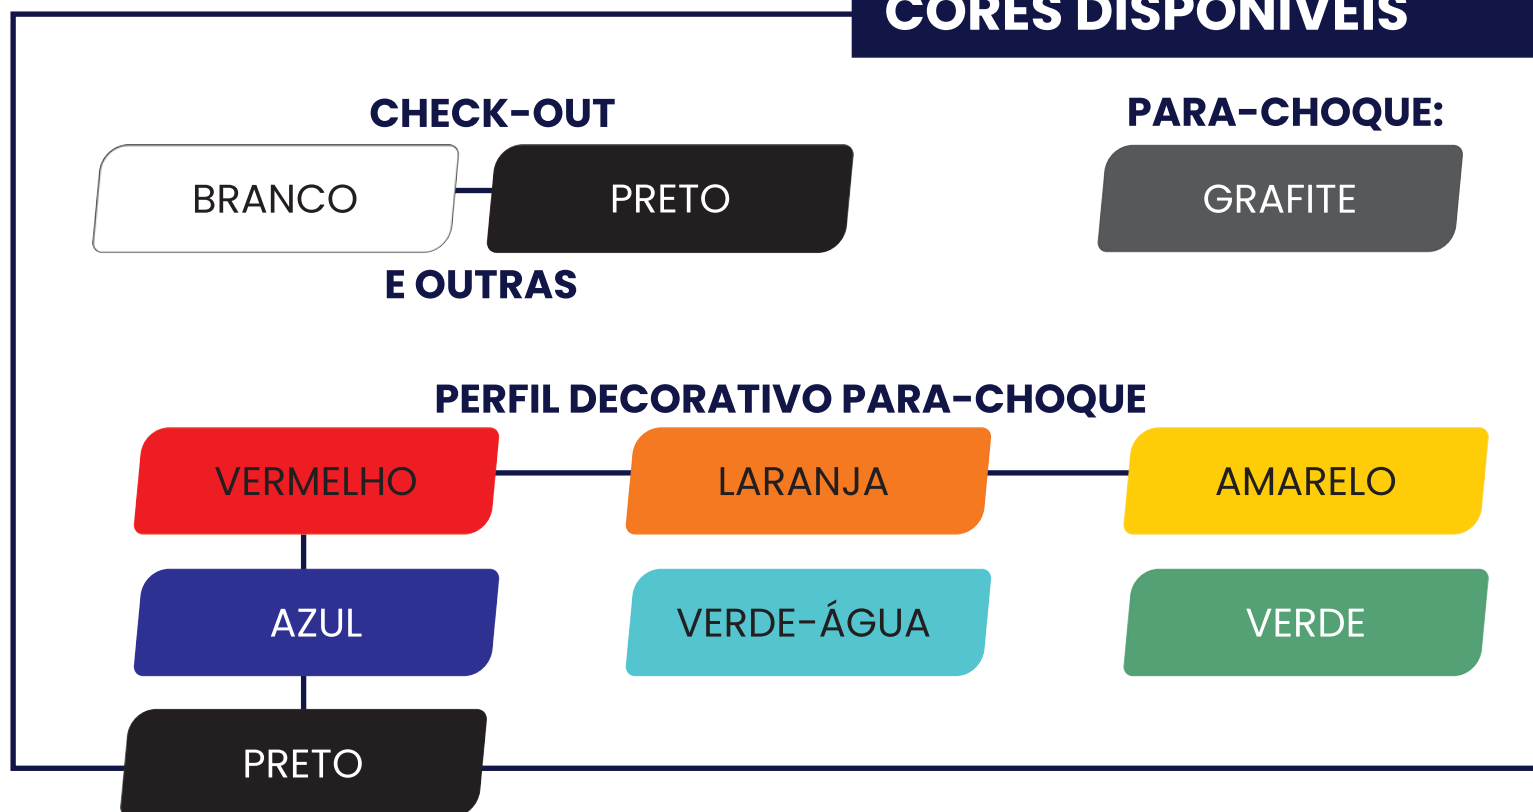 CORES DISPONÍVEIS
CHECK-OUT
BRANCO
PRETO
E OUTRAS
PARA-CHOQUE:
GRAFITE
PERFIL DECORATIVO PARA-CHOQUE
VERMELHO
LARANJA
AMARELO
AZUL
VERDE-ÁGUA
VERDE
PRETO